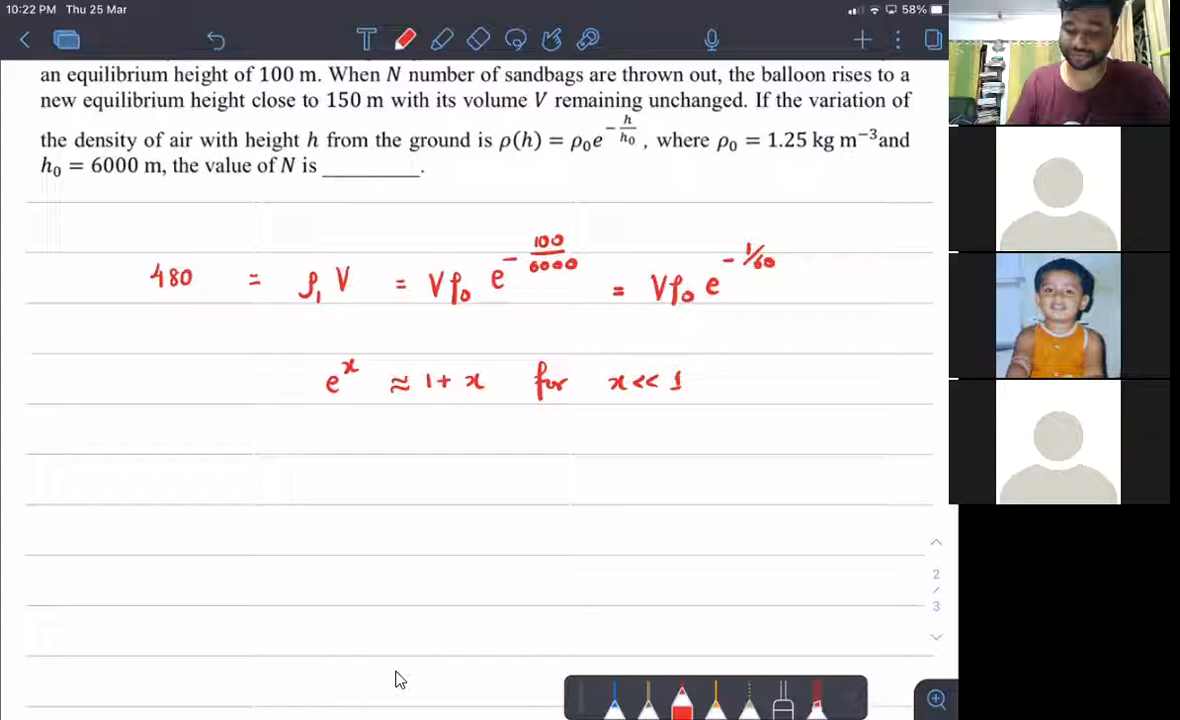 10:22 PM Thu 25 Mar 58%
T
an equilibrium height of 100 m. When N number of sandbags are thrown out, the balloon rises to a
new equilibrium height close to 150 m with its volume V remaining unchanged. If the variation of
the density of air with height h from the ground is ρ(h) = ρ₀e^(-h/h₀), where ρ₀ = 1.25 kg m⁻³and
h₀ = 6000 m, the value of N is ________.
480 = ρ₁ V = Vρ₀ e^(-100/6000) = Vρ₀ e^(-1/60)
e^x ≈ 1+ x for x<< 1
2
/
3